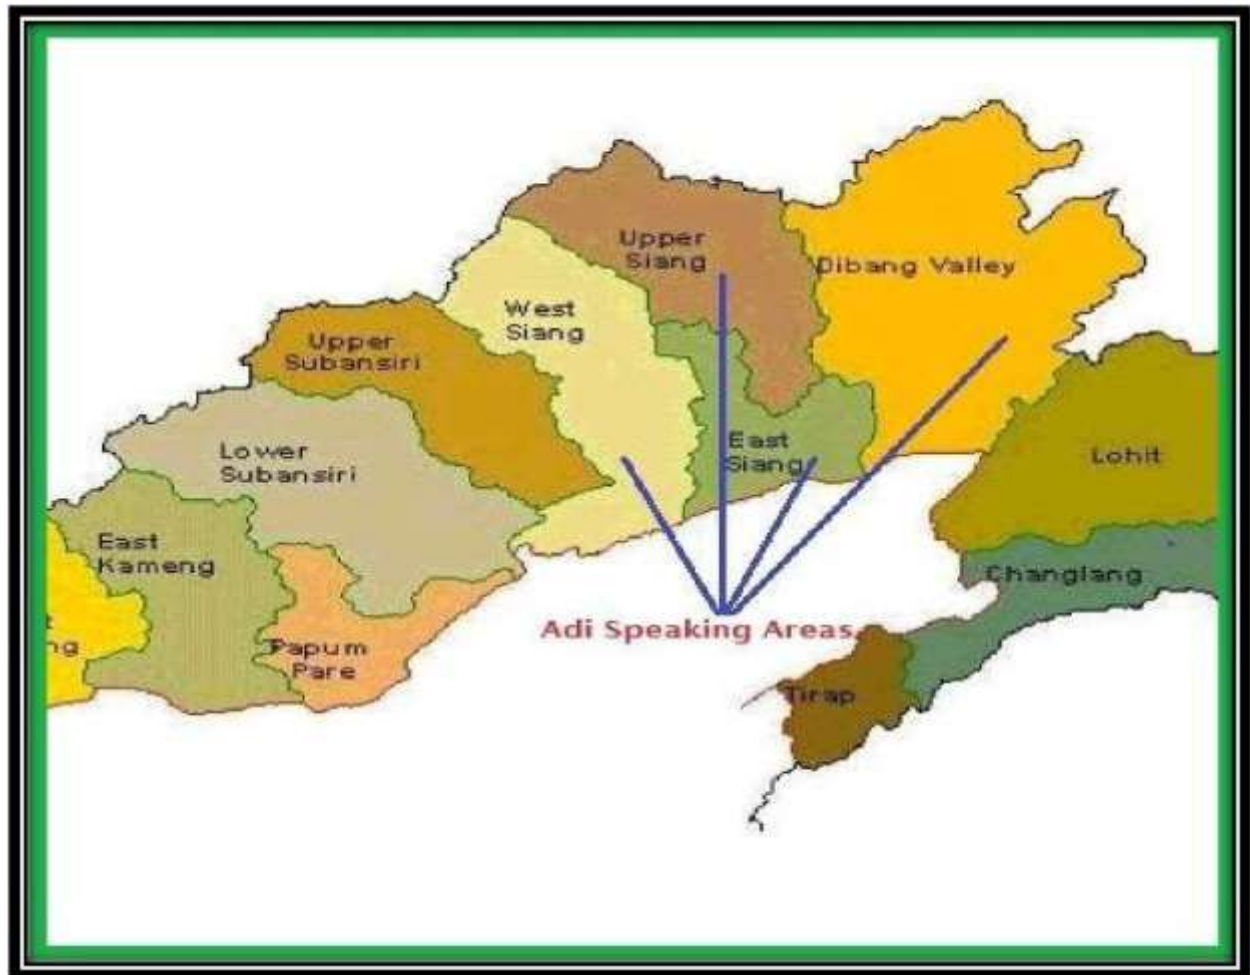 Upper
Siang
Dibang Valley
West
Siang
Upper
Subansiri
East
Siang
Lower
Subansiri
Lohit
East
Kameng
Changlang
Adi Speaking Areas
Papum
Pare
Tirap